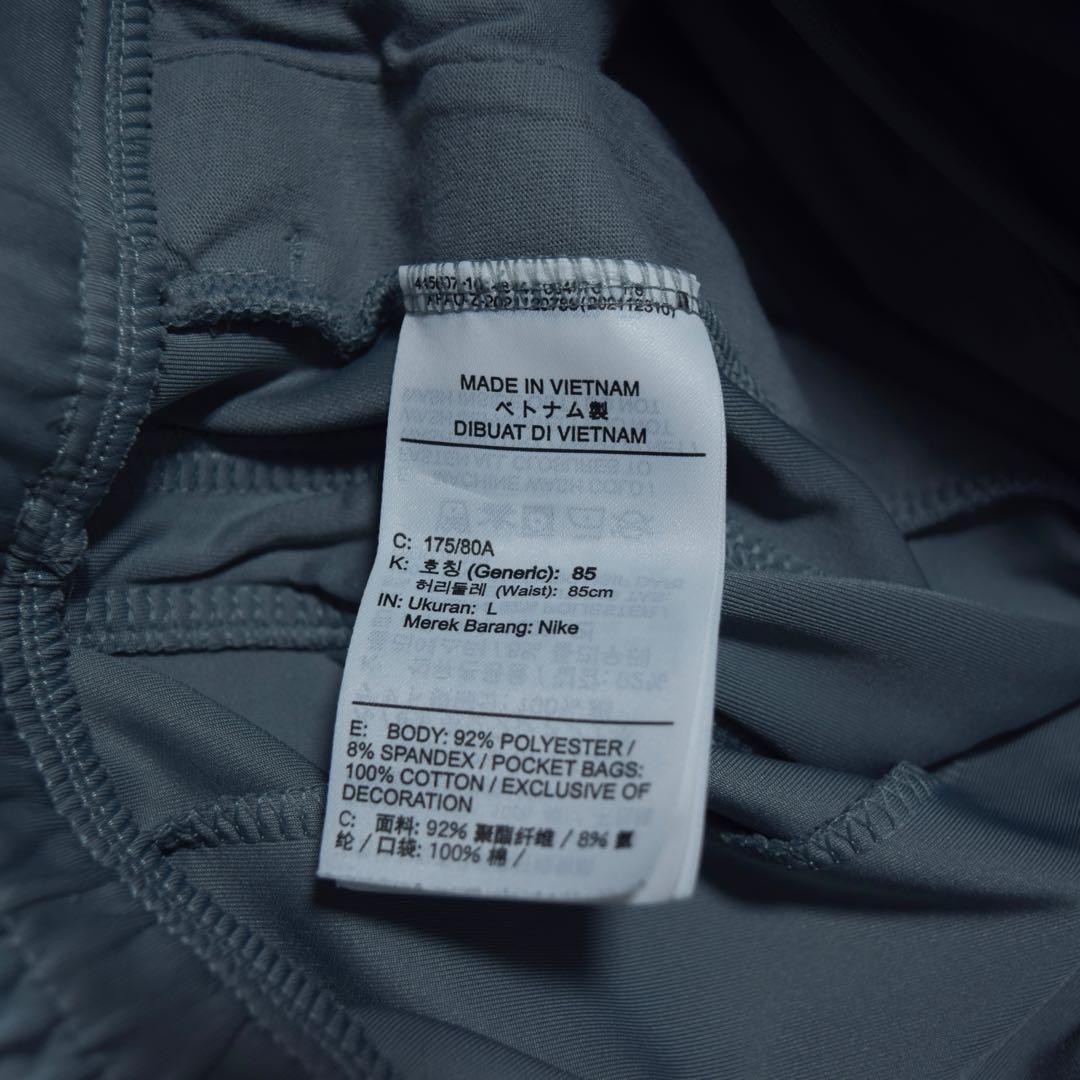 MADE IN VIETNAM
ベトナム製
DIBUAT DI VIETNAM
C: 175/80A
K: 호칭 (Generic): 85
허리둘레 (Waist): 85cm
IN: Ukuran: L
Merek Barang: Nike
E: BODY: 92% POLYESTER /
8% SPANDEX / POCKET BAGS:
100% COTTON / EXCLUSIVE OF
DECORATION
C: 面料: 92% 聚酯纤维 / 8% 氨
纶 / 口袋: 100% 棉 /